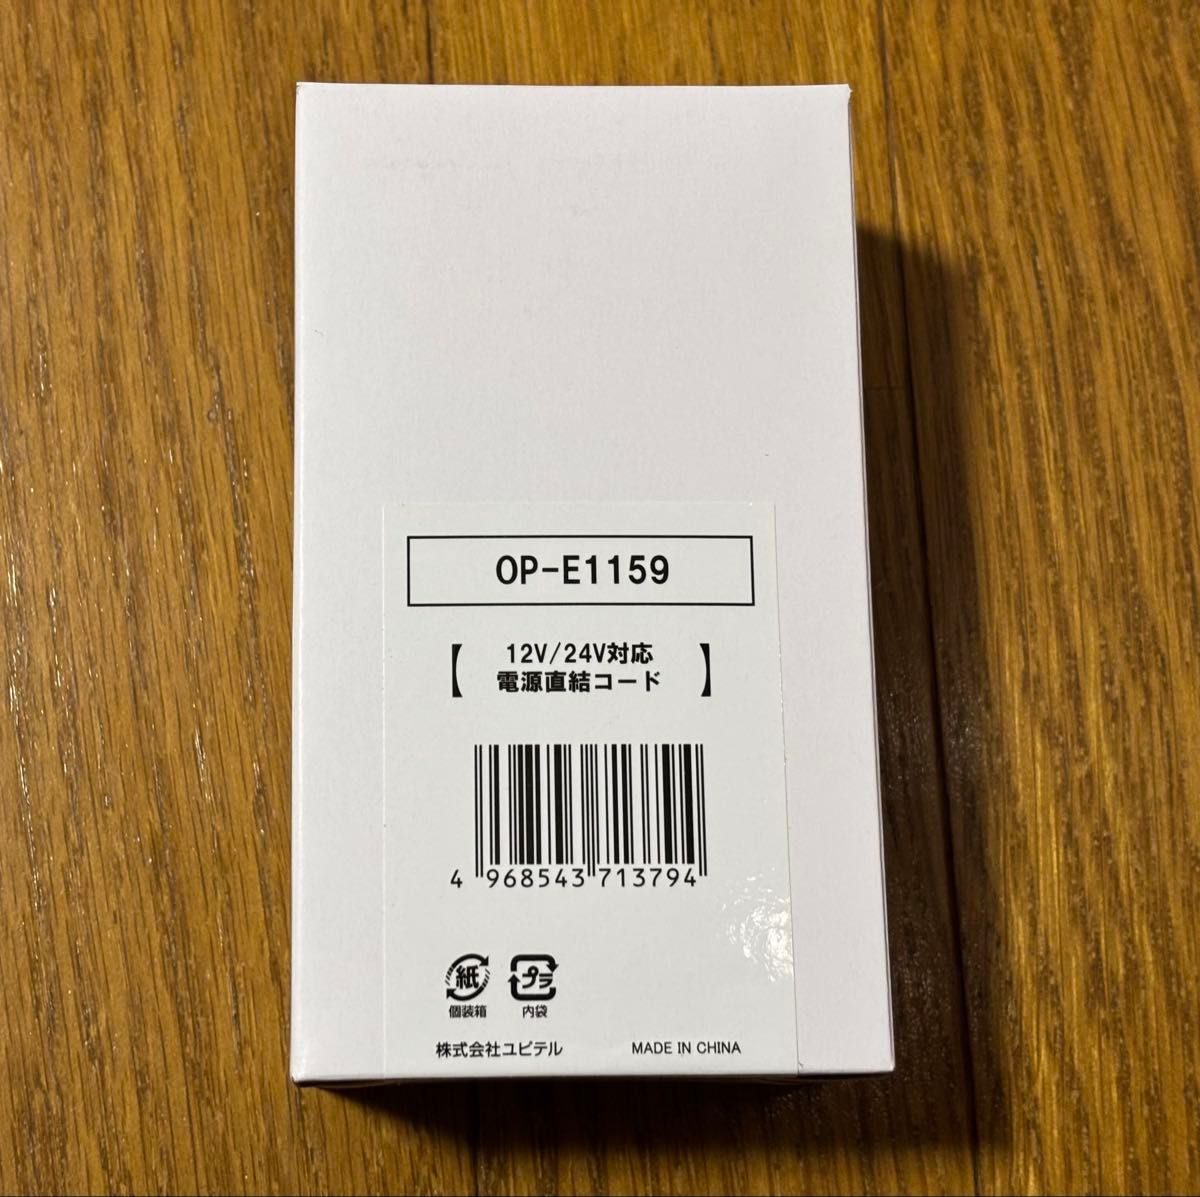 OP-E1159
【 12V/24V対応
電源直結コード 】
4 968543 713794
紙 プラ
個装箱 内袋
株式会社ユピテル MADE IN CHINA